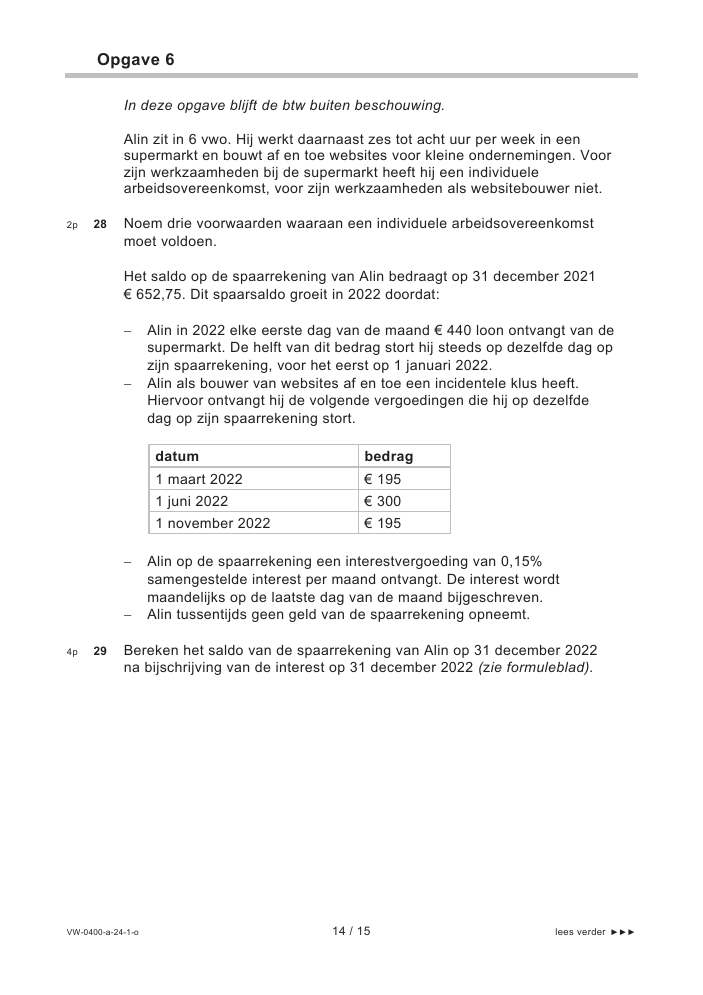 Opgave 6
In deze opgave blijft de btw buiten beschouwing.
Alin zit in 6 vwo. Hij werkt daarnaast zes tot acht uur per week in een
supermarkt en bouwt af en toe websites voor kleine ondernemingen. Voor
zijn werkzaamheden bij de supermarkt heeft hij een individuele
arbeidsovereenkomst, voor zijn werkzaamheden als websitebouwer niet.
2p 28 Noem drie voorwaarden waaraan een individuele arbeidsovereenkomst
moet voldoen.
Het saldo op de spaarrekening van Alin bedraagt op 31 december 2021
€ 652,75. Dit spaarsaldo groeit in 2022 doordat:
– Alin in 2022 elke eerste dag van de maand € 440 loon ontvangt van de
supermarkt. De helft van dit bedrag stort hij steeds op dezelfde dag op
zijn spaarrekening, voor het eerst op 1 januari 2022.
– Alin als bouwer van websites af en toe een incidentele klus heeft.
Hiervoor ontvangt hij de volgende vergoedingen die hij op dezelfde
dag op zijn spaarrekening stort.
datum bedrag
1 maart 2022 € 195
1 juni 2022 € 300
1 november 2022 € 195
– Alin op de spaarrekening een interestvergoeding van 0,15%
samengestelde interest per maand ontvangt. De interest wordt
maandelijks op de laatste dag van de maand bijgeschreven.
– Alin tussentijds geen geld van de spaarrekening opneemt.
4p 29 Bereken het saldo van de spaarrekening van Alin op 31 december 2022
na bijschrijving van de interest op 31 december 2022 (zie formuleblad).
VW-0400-a-24-1-o 14 / 15 lees verder ►►►